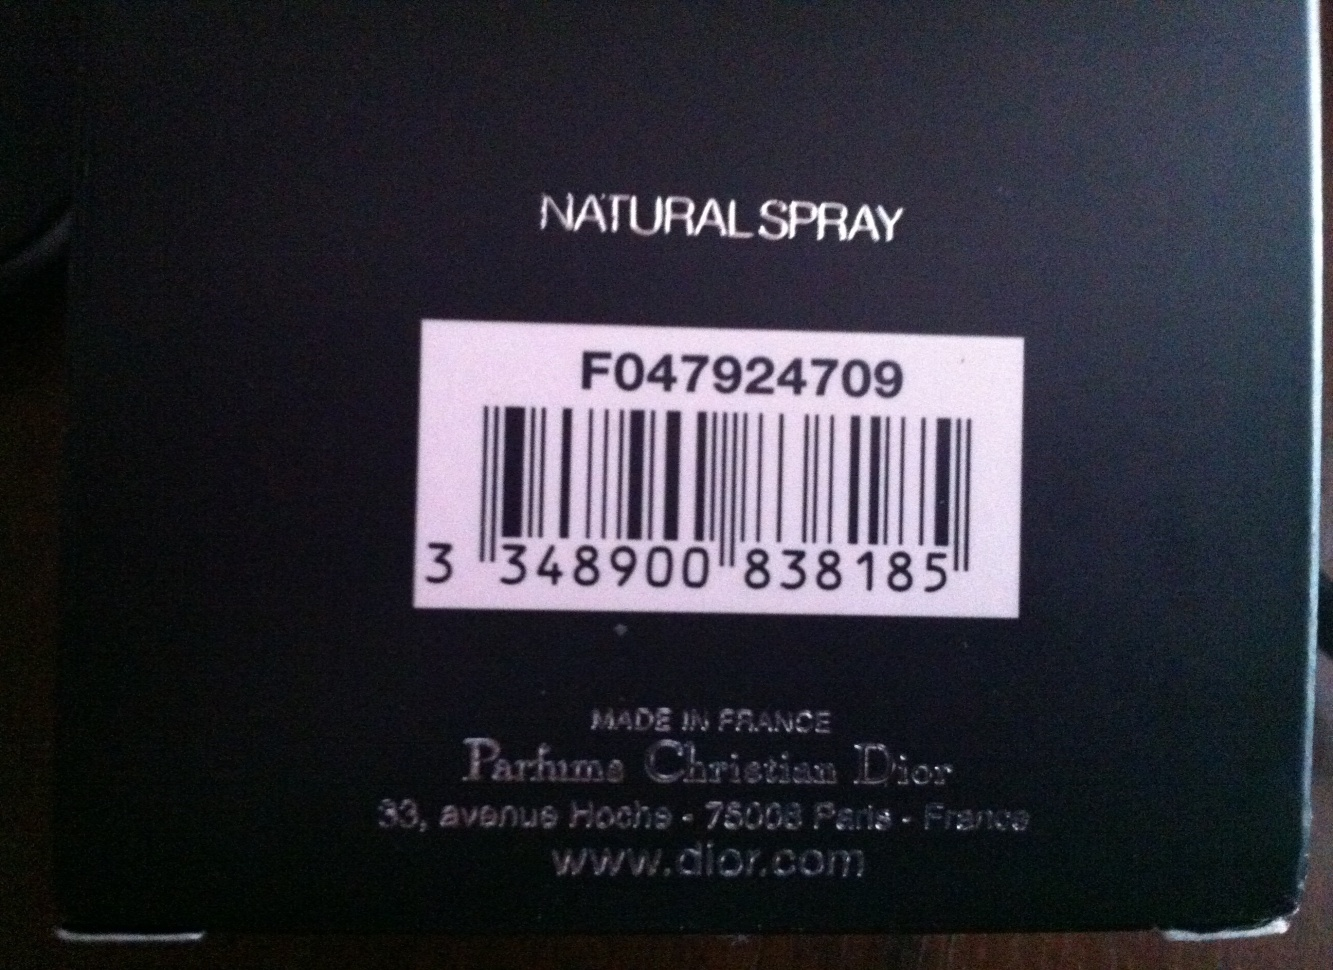 NATURAL SPRAY
F047924709
3 348900 838185
MADE IN FRANCE
Parfums Christian Dior
33, avenue Hoche - 75008 Paris - France
www.dior.com